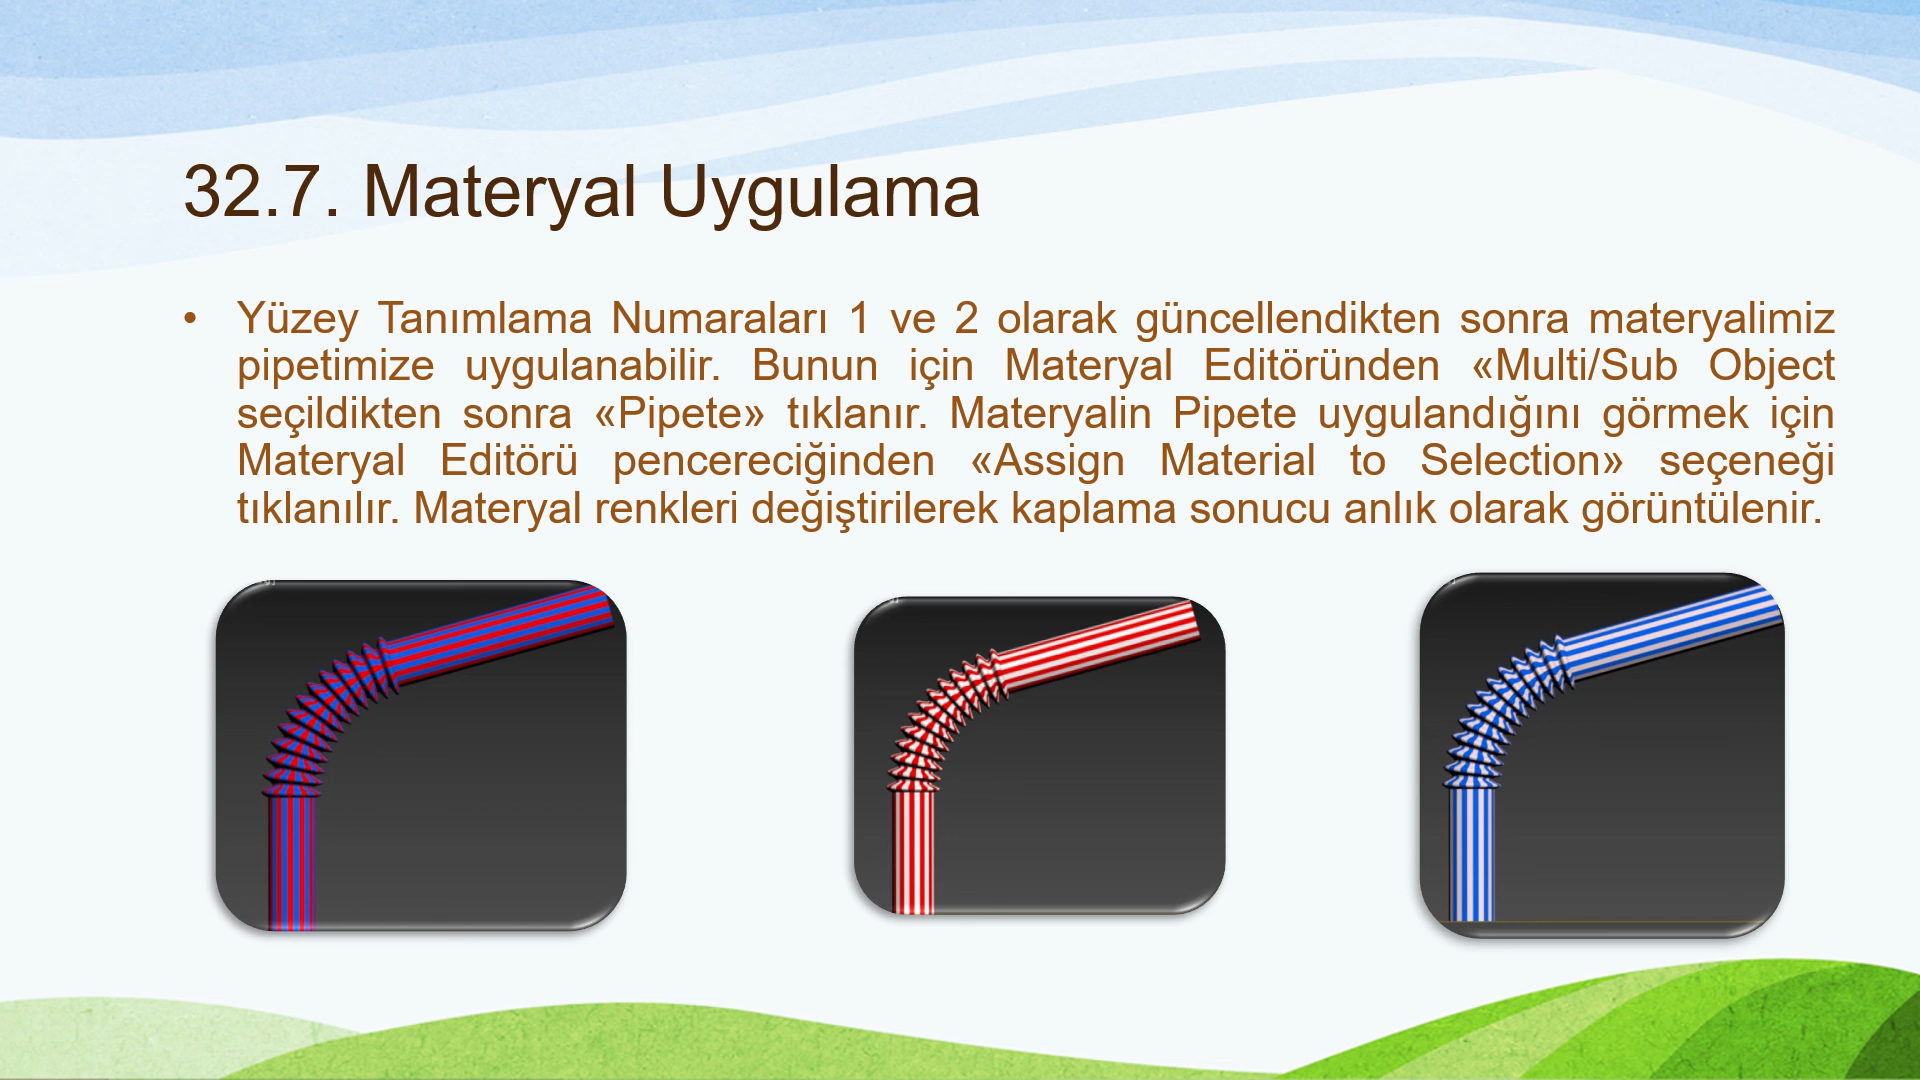 32.7. Materyal Uygulama
• Yüzey Tanımlama Numaraları 1 ve 2 olarak güncellendikten sonra materyalimiz
pipetimize uygulanabilir. Bunun için Materyal Editöründen «Multi/Sub Object
seçildikten sonra «Pipete» tıklanır. Materyalin Pipete uygulandığını görmek için
Materyal Editörü pencereciğinden «Assign Material to Selection» seçeneği
tıklanılır. Materyal renkleri değiştirilerek kaplama sonucu anlık olarak görüntülenir.